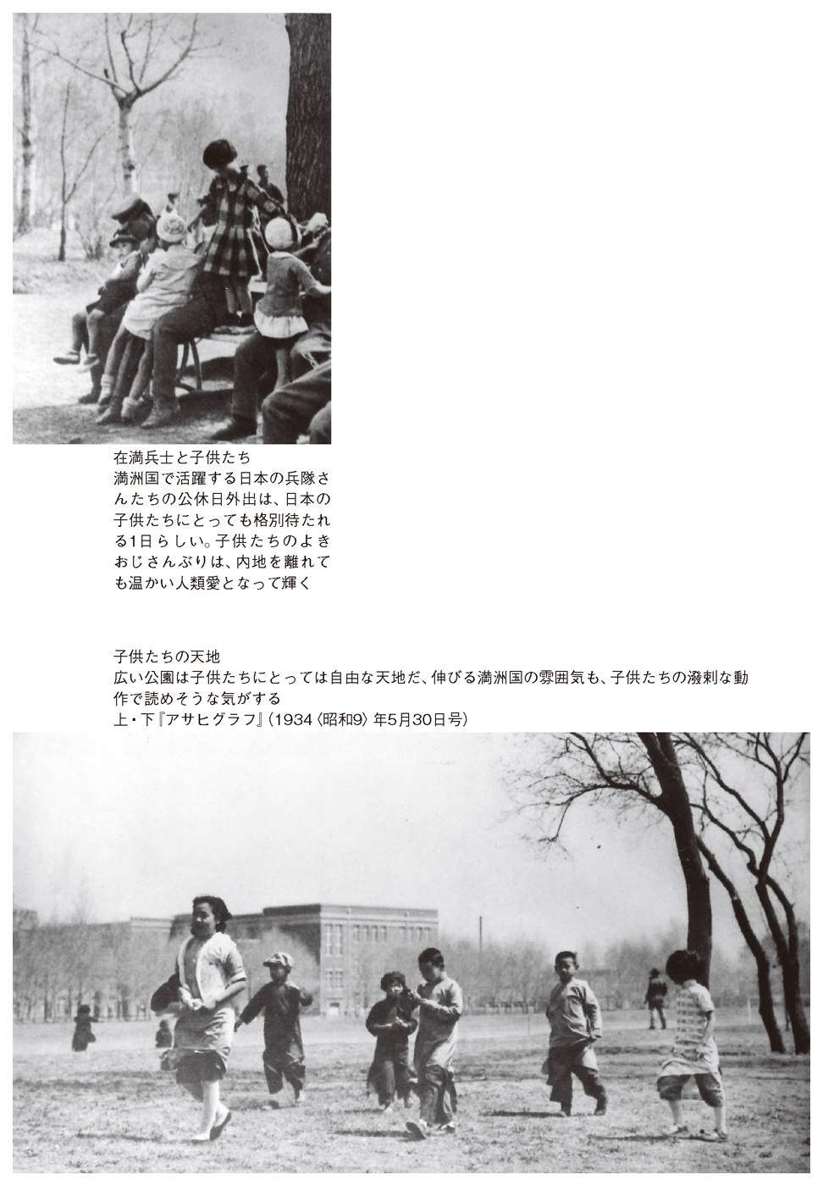 在満兵士と子供たち
満洲国で活躍する日本の兵隊さ
んたちの公休日外出は、日本の
子供たちにとっても格別待たれ
る1日らしい。子供たちのよき
おじさんぶりは、内地を離れて
も温かい人類愛となって輝く
子供たちの天地
広い公園は子供たちにとっては自由な天地だ、伸びる満洲国の雰囲気も、子供たちの潑剌な動
作で読めそうな気がする
上・下『アサヒグラフ』(1934〈昭和9〉年5月30日号)